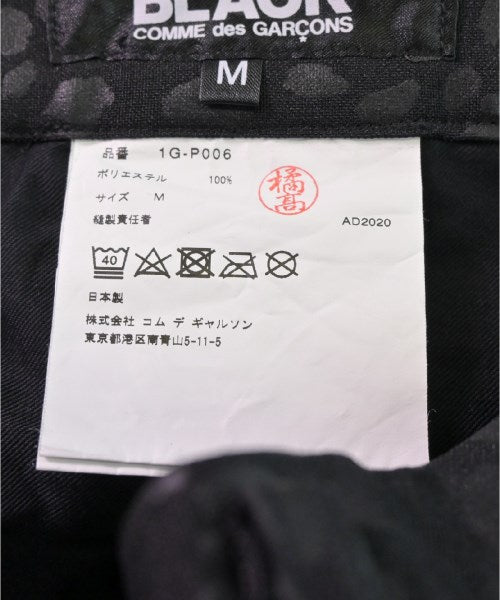 BLACK
COMME des GARÇONS
M
品番 1G-P006
ポリエステル 100%
サイズ M
縫製責任者
橘高
AD2020
40
日本製
株式会社 コム デ ギャルソン
東京都港区南青山5-11-5